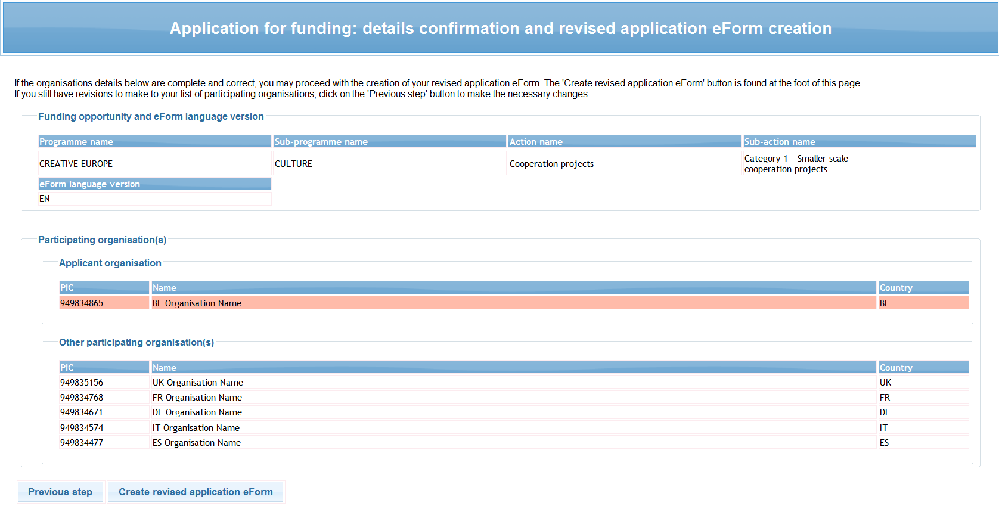 Application for funding: details confirmation and revised application eForm creation
If the organisations details below are complete and correct, you may proceed with the creation of your revised application eForm. The 'Create revised application eForm' button is found at the foot of this page.
If you still have revisions to make to your list of participating organisations, click on the 'Previous step' button to make the necessary changes.
Funding opportunity and eForm language version
Programme name Sub-programme name Action name Sub-action name
CREATIVE EUROPE CULTURE Cooperation projects Category 1 - Smaller scale
cooperation projects
eForm language version
EN
Participating organisation(s)
Applicant organisation
PIC Name Country
949834865 BE Organisation Name BE
Other participating organisation(s)
PIC Name Country
949835156 UK Organisation Name UK
949834768 FR Organisation Name FR
949834671 DE Organisation Name DE
949834574 IT Organisation Name IT
949834477 ES Organisation Name ES
Previous step Create revised application eForm